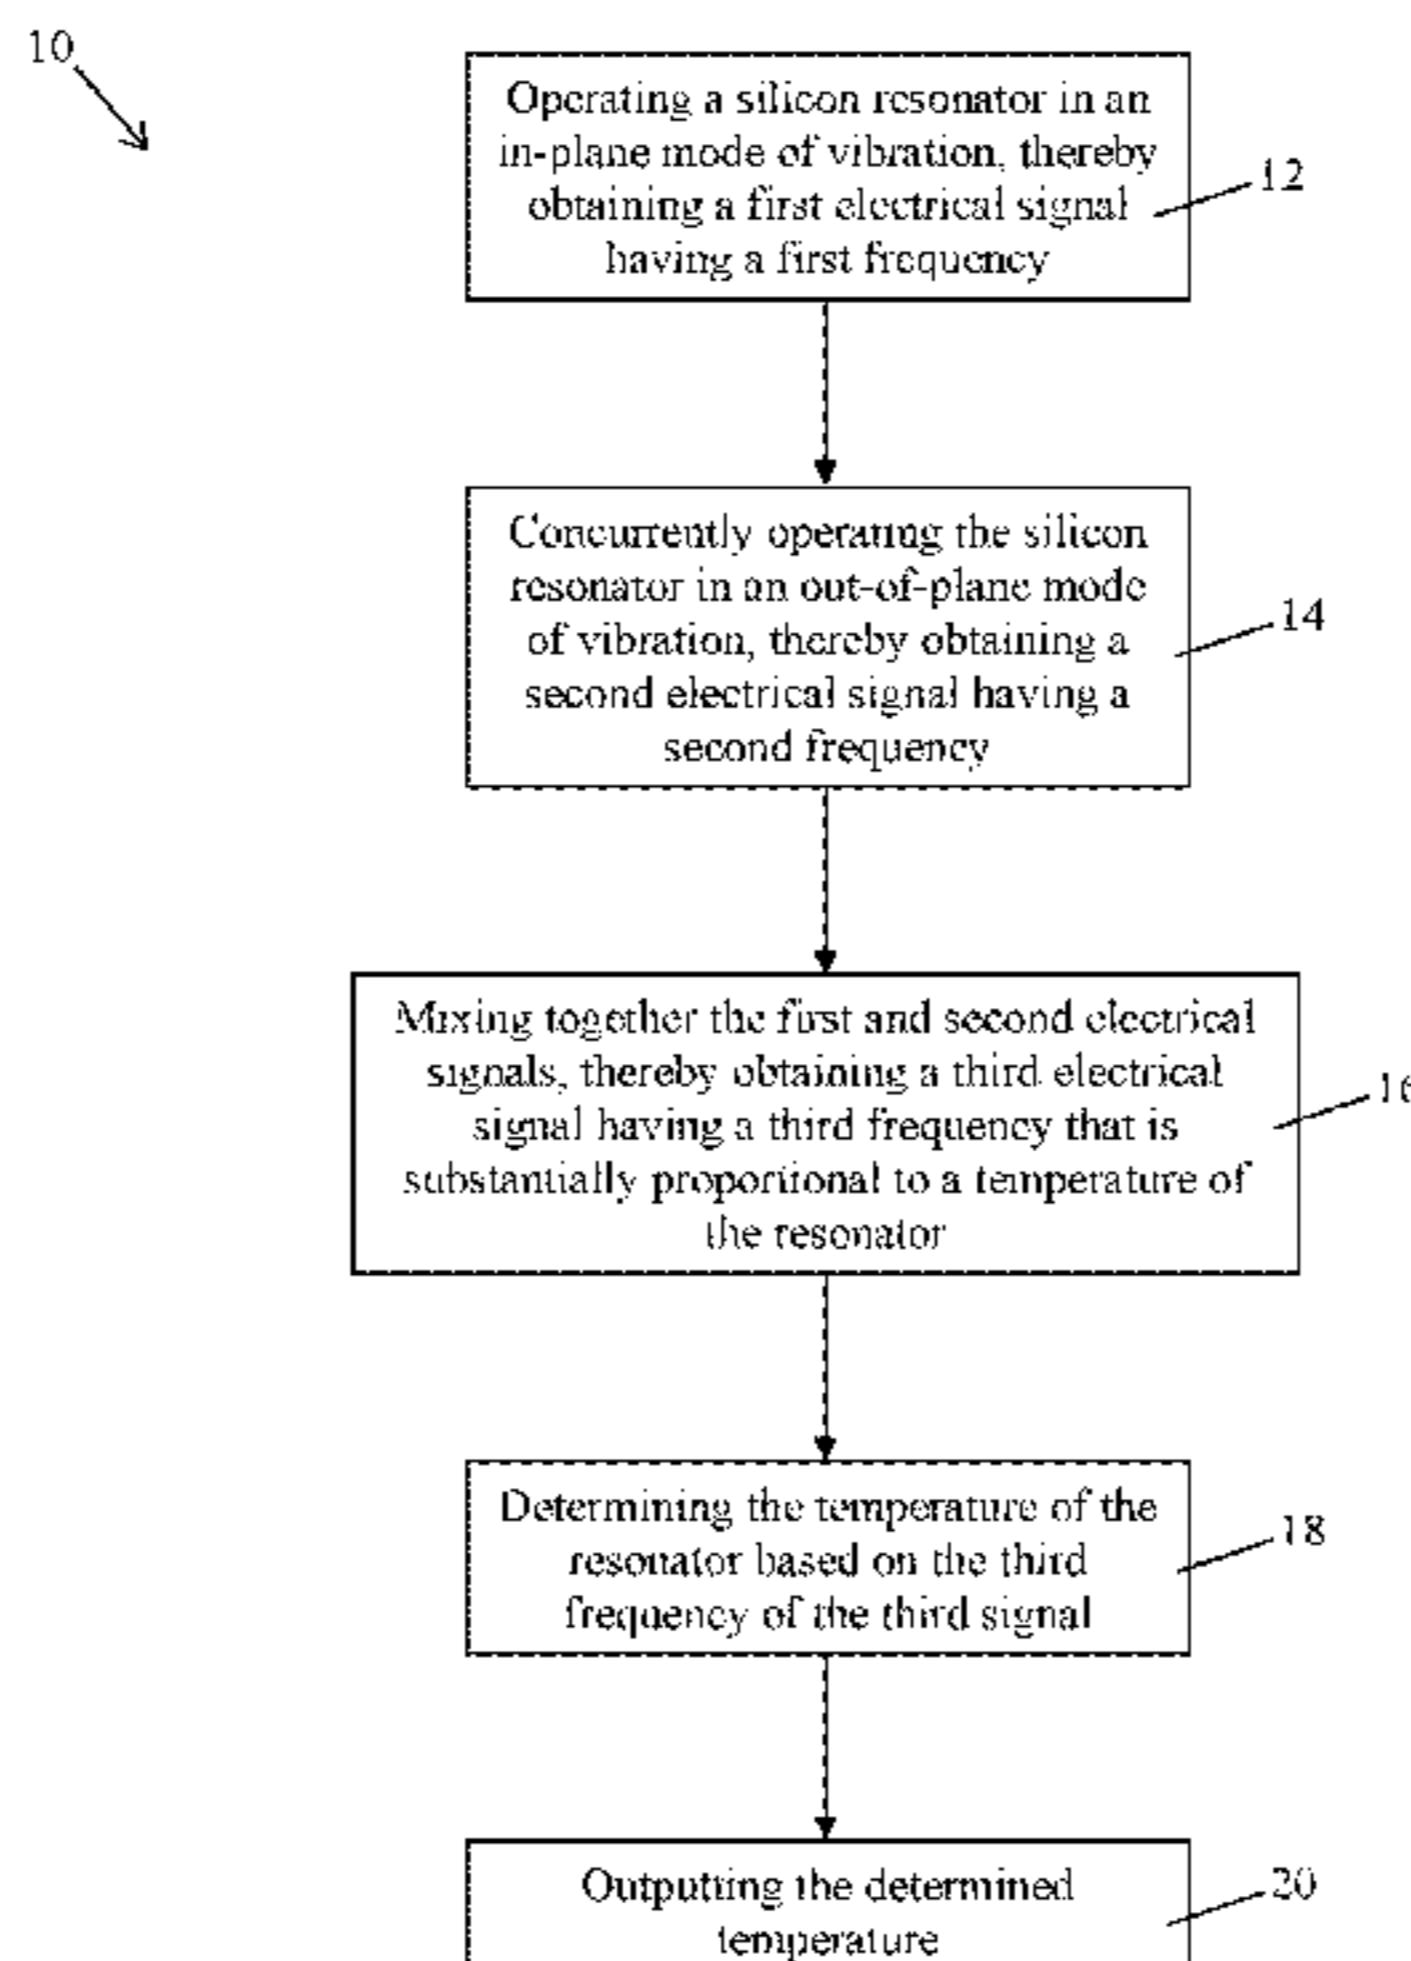 10
Operating a silicon resonator in an
in-plane mode of vibration, thereby
obtaining a first electrical signal
having a first frequency
12
Concurrently operating the silicon
resonator in an out-of-plane mode
of vibration, thereby obtaining a
second electrical signal having a
second frequency
14
Mixing together the first and second electrical
signals, thereby obtaining a third electrical
signal having a third frequency that is
substantially proportional to a temperature of
the resonator
16
Determining the temperature of the
resonator based on the third
frequency of the third signal
18
Outputting the determined
temperature
20